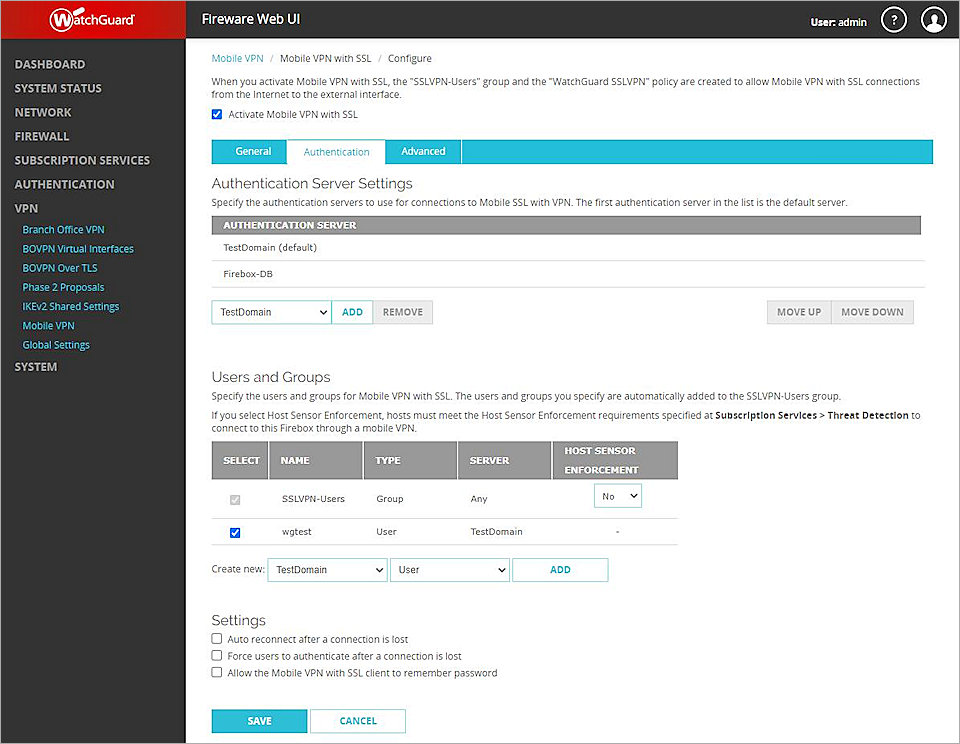 WatchGuard
Fireware Web UI
User: admin
?
DASHBOARD
SYSTEM STATUS
NETWORK
FIREWALL
SUBSCRIPTION SERVICES
AUTHENTICATION
VPN
Branch Office VPN
BOVPN Virtual Interfaces
BOVPN Over TLS
Phase 2 Proposals
IKEv2 Shared Settings
Mobile VPN
Global Settings
SYSTEM
Mobile VPN / Mobile VPN with SSL / Configure
When you activate Mobile VPN with SSL, the "SSLVPN-Users" group and the "WatchGuard SSLVPN" policy are created to allow Mobile VPN with SSL connections
from the Internet to the external interface.
Activate Mobile VPN with SSL
General Authentication Advanced
Authentication Server Settings
Specify the authentication servers to use for connections to Mobile SSL with VPN. The first authentication server in the list is the default server.
AUTHENTICATION SERVER
TestDomain (default)
Firebox-DB
TestDomain ADD REMOVE MOVE UP MOVE DOWN
Users and Groups
Specify the users and groups for Mobile VPN with SSL. The users and groups you specify are automatically added to the SSLVPN-Users group.
If you select Host Sensor Enforcement, hosts must meet the Host Sensor Enforcement requirements specified at Subscription Services > Threat Detection to
connect to this Firebox through a mobile VPN.
SELECT NAME TYPE SERVER HOST SENSOR
ENFORCEMENT
SSLVPN-Users Group Any No
wgtest User TestDomain -
Create new: TestDomain User ADD
Settings
Auto reconnect after a connection is lost
Force users to authenticate after a connection is lost
Allow the Mobile VPN with SSL client to remember password
SAVE CANCEL